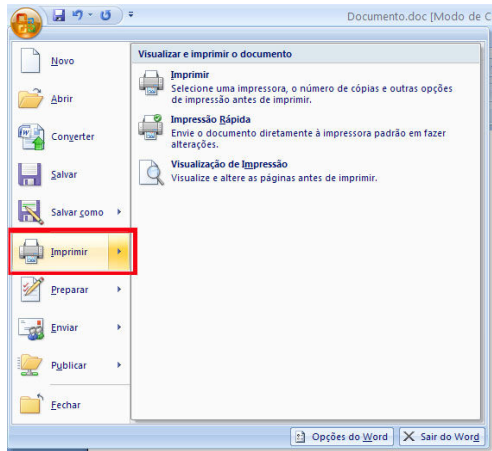 Documento.doc [Modo de C
Novo
Abrir
Converter
Salvar
Salvar como
Imprimir
Preparar
Enviar
Publicar
Fechar
Visualizar e imprimir o documento
Imprimir
Selecione uma impressora, o número de cópias e outras opções
de impressão antes de imprimir.
Impressão Rápida
Envie o documento diretamente à impressora padrão em fazer
alterações.
Visualização de Impressão
Visualize e altere as páginas antes de imprimir.
Opções do Word
Sair do Word